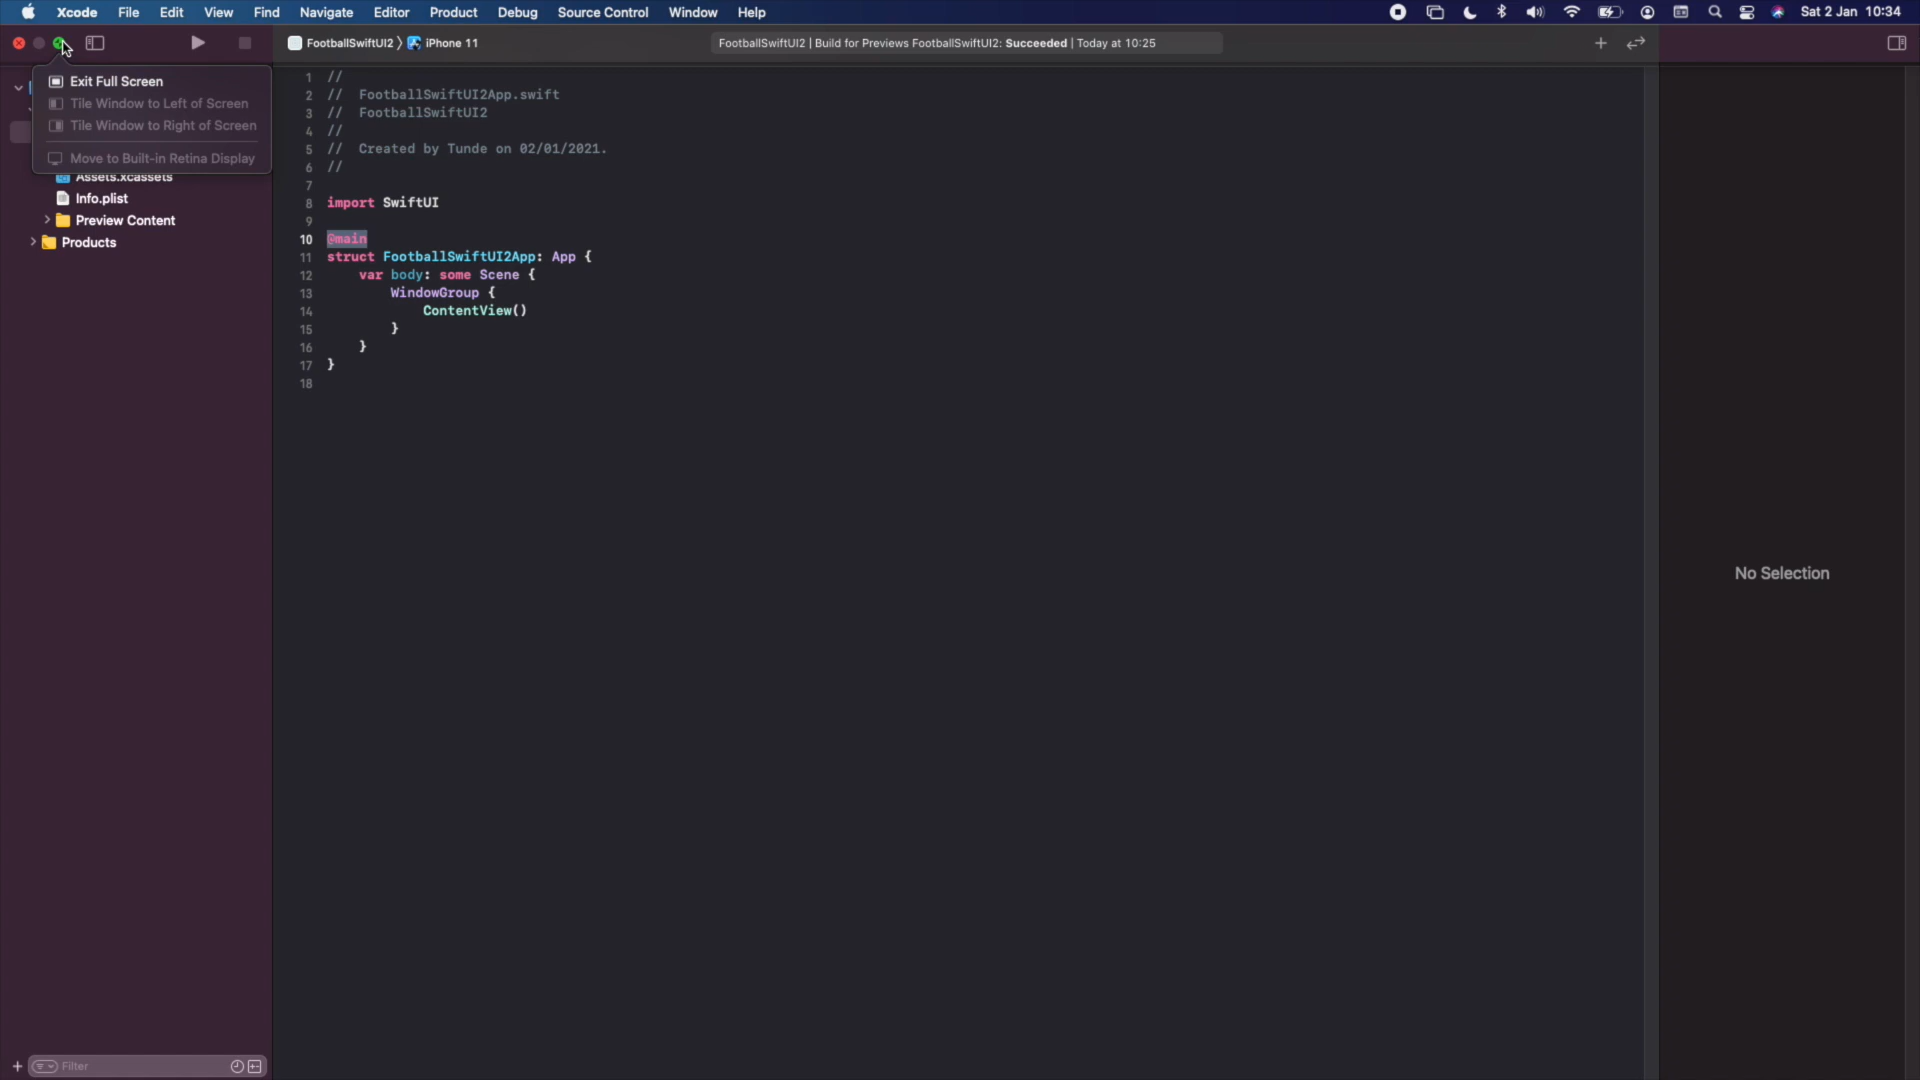 Xcode File Edit View Find Navigate Editor Product Debug Source Control Window Help Sat 2 Jan 10:34
FootballSwiftUI2 〉 iPhone 11 FootballSwiftUI2 | Build for Previews FootballSwiftUI2: Succeeded | Today at 10:25
Exit Full Screen
Tile Window to Left of Screen
Tile Window to Right of Screen
Move to Built-in Retina Display
Assets.xcassets
Info.plist
Preview Content
Products
1 //
2 // FootballSwiftUI2App.swift
3 // FootballSwiftUI2
4 //
5 // Created by Tunde on 02/01/2021.
6 //
7
8 import SwiftUI
9
10 @main
11 struct FootballSwiftUI2App: App {
12 var body: some Scene {
13 WindowGroup {
14 ContentView()
15 }
16 }
17 }
18
No Selection
Filter